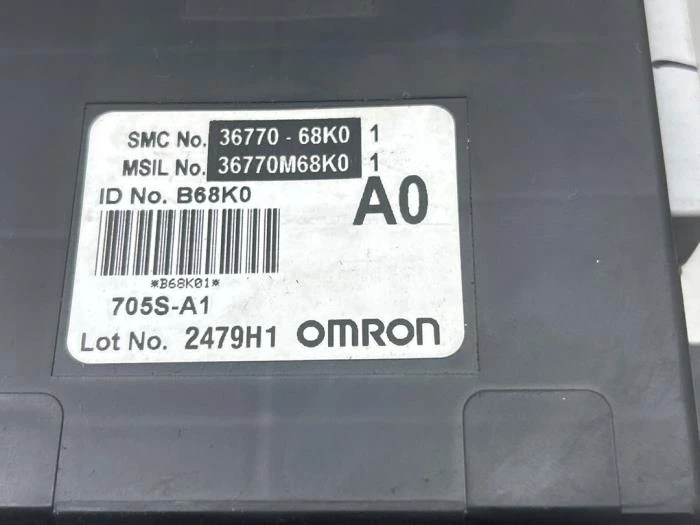 SMC No. 36770 - 68K0 1
MSIL No. 36770M68K0 1
ID No. B68K0
A0
*B68K01*
705S-A1
Lot No. 2479H1 OMRON